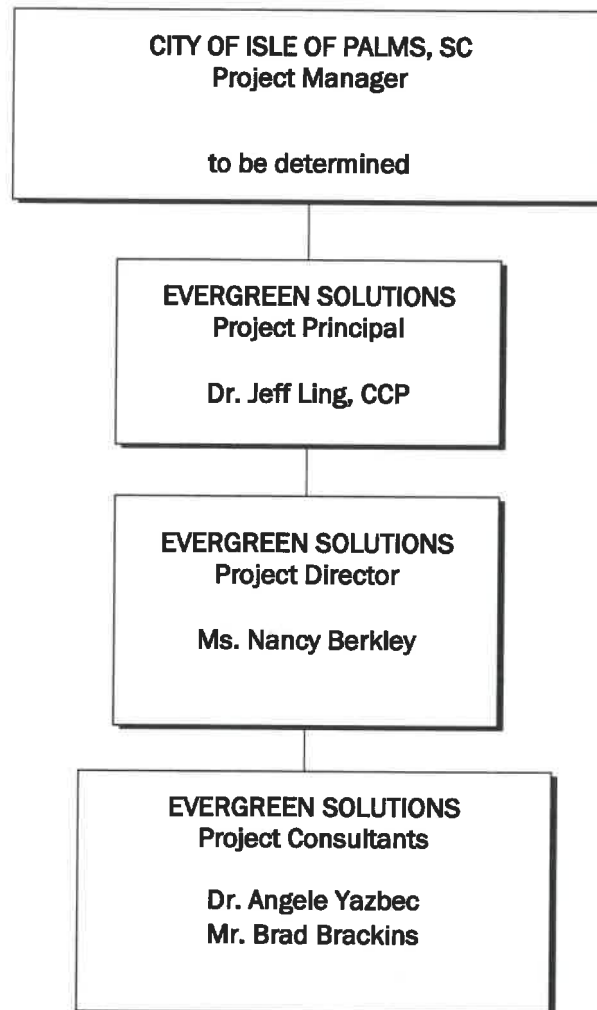 CITY OF ISLE OF PALMS, SC
Project Manager
to be determined
EVERGREEN SOLUTIONS
Project Principal
Dr. Jeff Ling, CCP
EVERGREEN SOLUTIONS
Project Director
Ms. Nancy Berkley
EVERGREEN SOLUTIONS
Project Consultants
Dr. Angele Yazbec
Mr. Brad Brackins